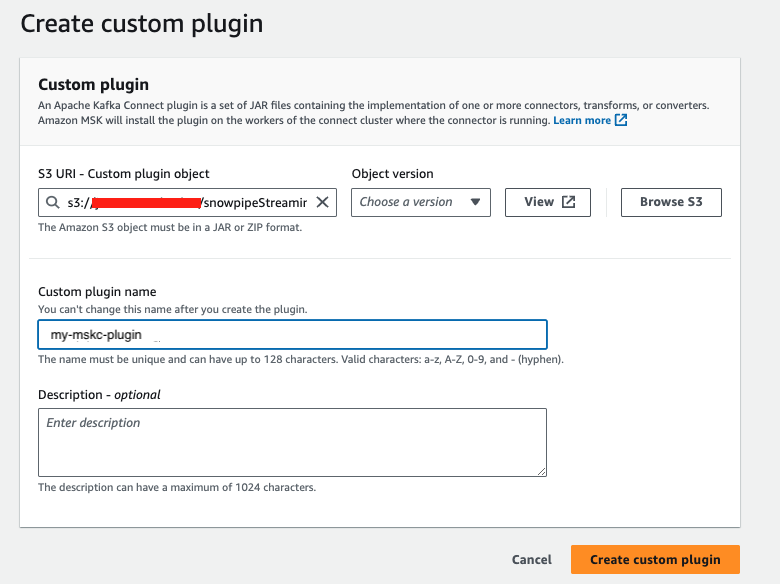 Create custom plugin
Custom plugin
An Apache Kafka Connect plugin is a set of JAR files containing the implementation of one or more connectors, transforms, or converters.
Amazon MSK will install the plugin on the workers of the connect cluster where the connector is running. Learn more
S3 URI - Custom plugin object
Object version
s3:/ /snowpipeStreamir
Choose a version
View
Browse S3
The Amazon S3 object must be in a JAR or ZIP format.
Custom plugin name
You can't change this name after you create the plugin.
my-mskc-plugin
The name must be unique and can have up to 128 characters. Valid characters: a-z, A-Z, 0-9, and - (hyphen).
Description - optional
Enter description
The description can have a maximum of 1024 characters.
Cancel
Create custom plugin